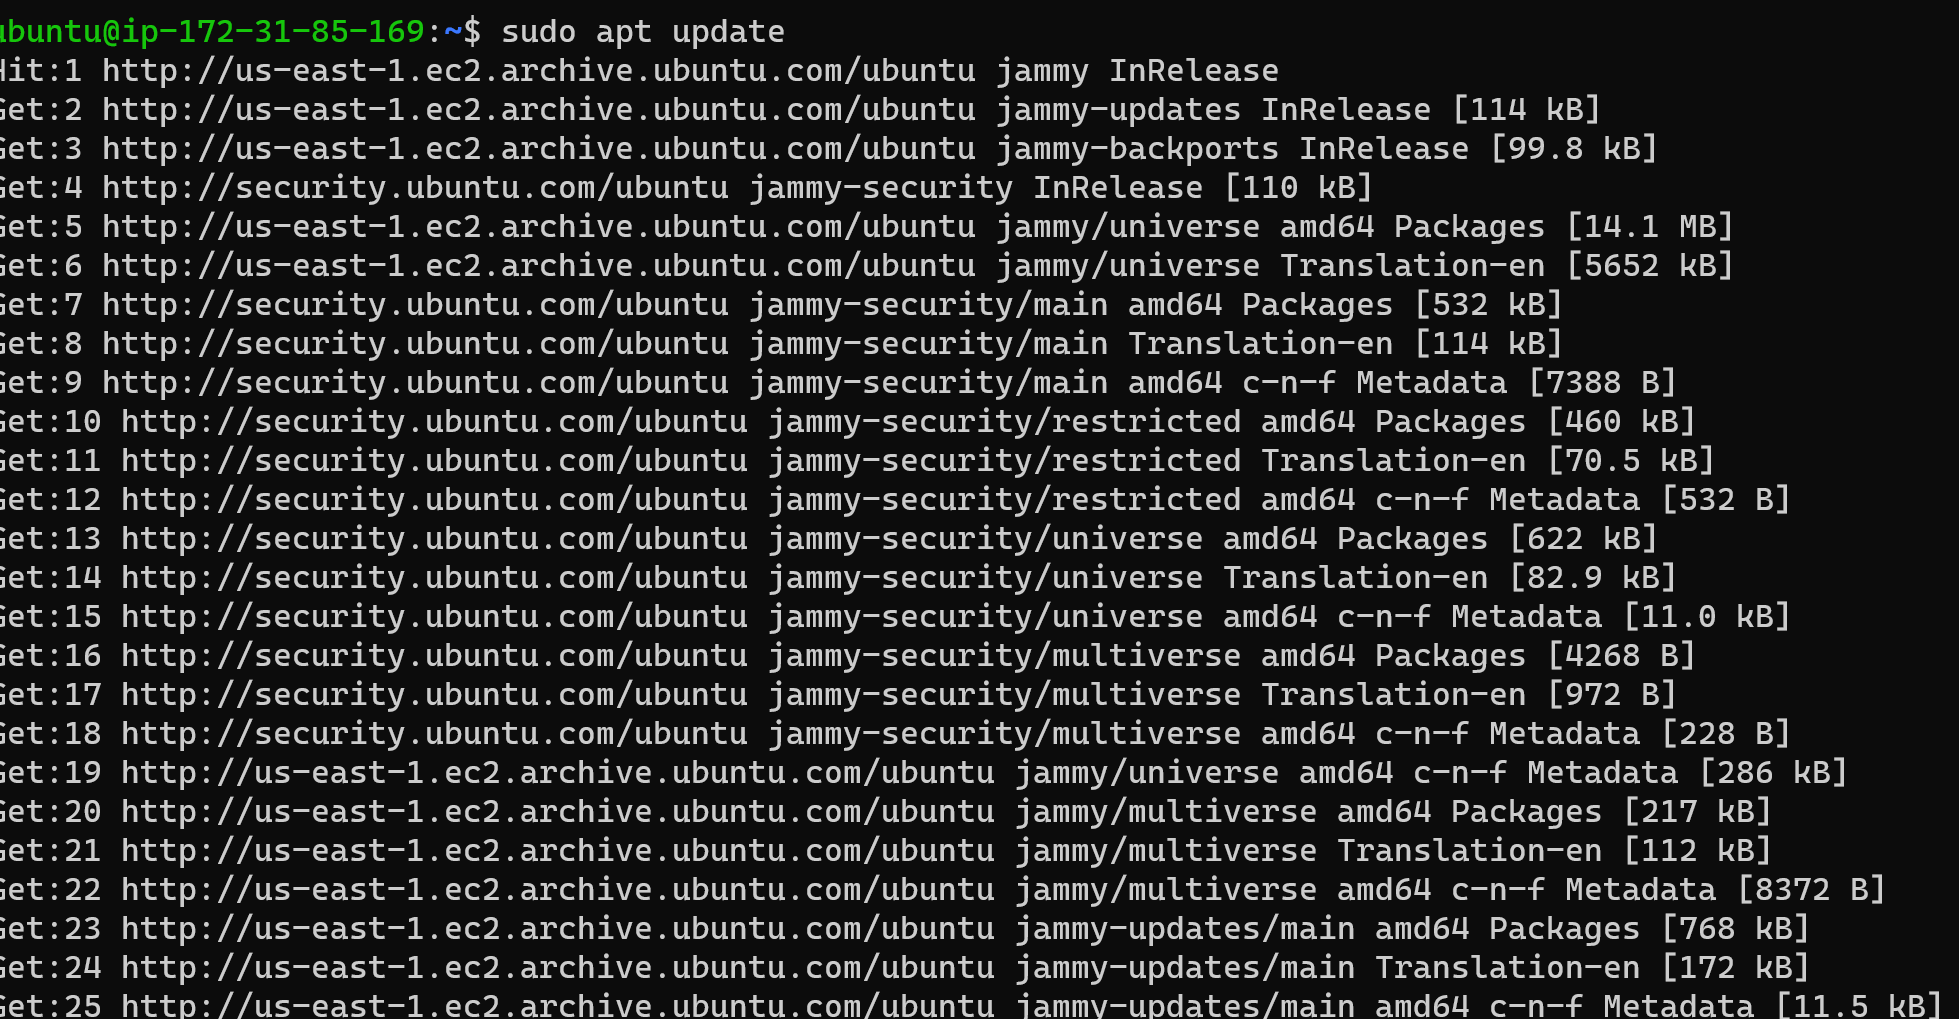 ubuntu@ip-172-31-85-169:~$ sudo apt update
Hit:1 http://us-east-1.ec2.archive.ubuntu.com/ubuntu jammy InRelease
Get:2 http://us-east-1.ec2.archive.ubuntu.com/ubuntu jammy-updates InRelease [114 kB]
Get:3 http://us-east-1.ec2.archive.ubuntu.com/ubuntu jammy-backports InRelease [99.8 kB]
Get:4 http://security.ubuntu.com/ubuntu jammy-security InRelease [110 kB]
Get:5 http://us-east-1.ec2.archive.ubuntu.com/ubuntu jammy/universe amd64 Packages [14.1 MB]
Get:6 http://us-east-1.ec2.archive.ubuntu.com/ubuntu jammy/universe Translation-en [5652 kB]
Get:7 http://security.ubuntu.com/ubuntu jammy-security/main amd64 Packages [532 kB]
Get:8 http://security.ubuntu.com/ubuntu jammy-security/main Translation-en [114 kB]
Get:9 http://security.ubuntu.com/ubuntu jammy-security/main amd64 c-n-f Metadata [7388 B]
Get:10 http://security.ubuntu.com/ubuntu jammy-security/restricted amd64 Packages [460 kB]
Get:11 http://security.ubuntu.com/ubuntu jammy-security/restricted Translation-en [70.5 kB]
Get:12 http://security.ubuntu.com/ubuntu jammy-security/restricted amd64 c-n-f Metadata [532 B]
Get:13 http://security.ubuntu.com/ubuntu jammy-security/universe amd64 Packages [622 kB]
Get:14 http://security.ubuntu.com/ubuntu jammy-security/universe Translation-en [82.9 kB]
Get:15 http://security.ubuntu.com/ubuntu jammy-security/universe amd64 c-n-f Metadata [11.0 kB]
Get:16 http://security.ubuntu.com/ubuntu jammy-security/multiverse amd64 Packages [4268 B]
Get:17 http://security.ubuntu.com/ubuntu jammy-security/multiverse Translation-en [972 B]
Get:18 http://security.ubuntu.com/ubuntu jammy-security/multiverse amd64 c-n-f Metadata [228 B]
Get:19 http://us-east-1.ec2.archive.ubuntu.com/ubuntu jammy/universe amd64 c-n-f Metadata [286 kB]
Get:20 http://us-east-1.ec2.archive.ubuntu.com/ubuntu jammy/multiverse amd64 Packages [217 kB]
Get:21 http://us-east-1.ec2.archive.ubuntu.com/ubuntu jammy/multiverse Translation-en [112 kB]
Get:22 http://us-east-1.ec2.archive.ubuntu.com/ubuntu jammy/multiverse amd64 c-n-f Metadata [8372 B]
Get:23 http://us-east-1.ec2.archive.ubuntu.com/ubuntu jammy-updates/main amd64 Packages [768 kB]
Get:24 http://us-east-1.ec2.archive.ubuntu.com/ubuntu jammy-updates/main Translation-en [172 kB]
Get:25 http://us-east-1.ec2.archive.ubuntu.com/ubuntu jammy-updates/main amd64 c-n-f Metadata [11.5 kB]